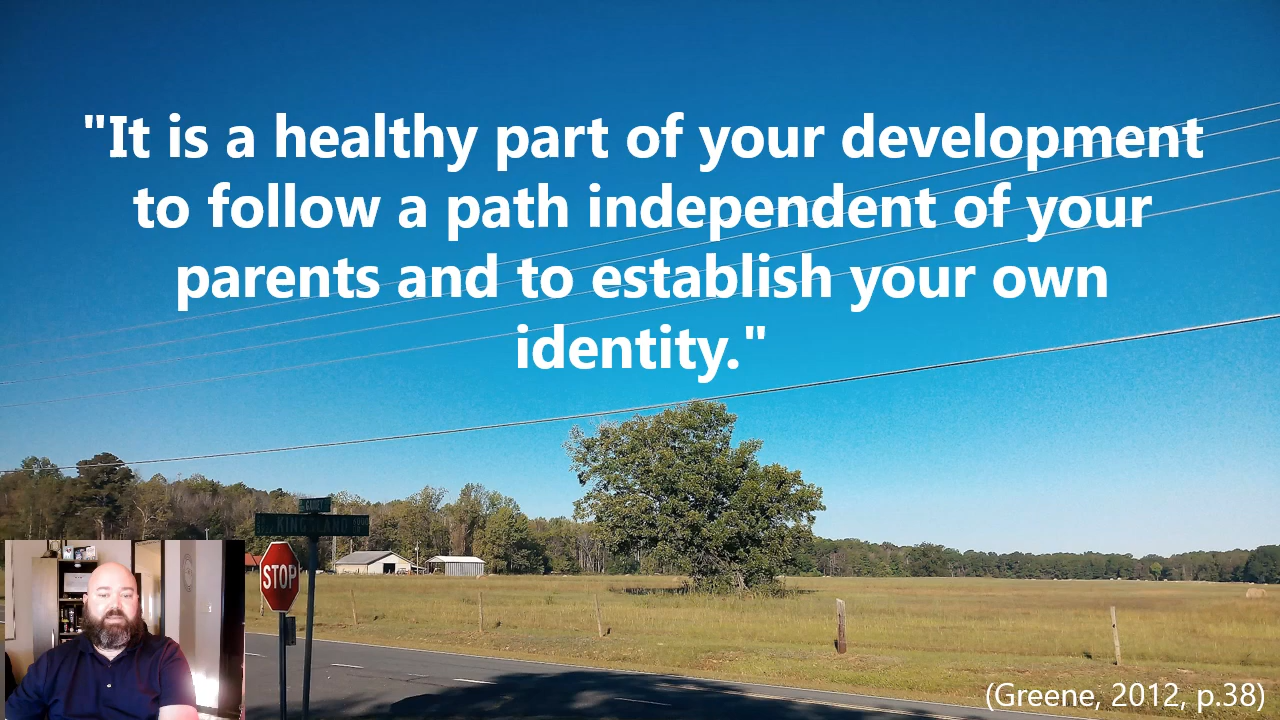 "It is a healthy part of your development
to follow a path independent of your
parents and to establish your own
identity."
STOP
(Greene, 2012, p.38)